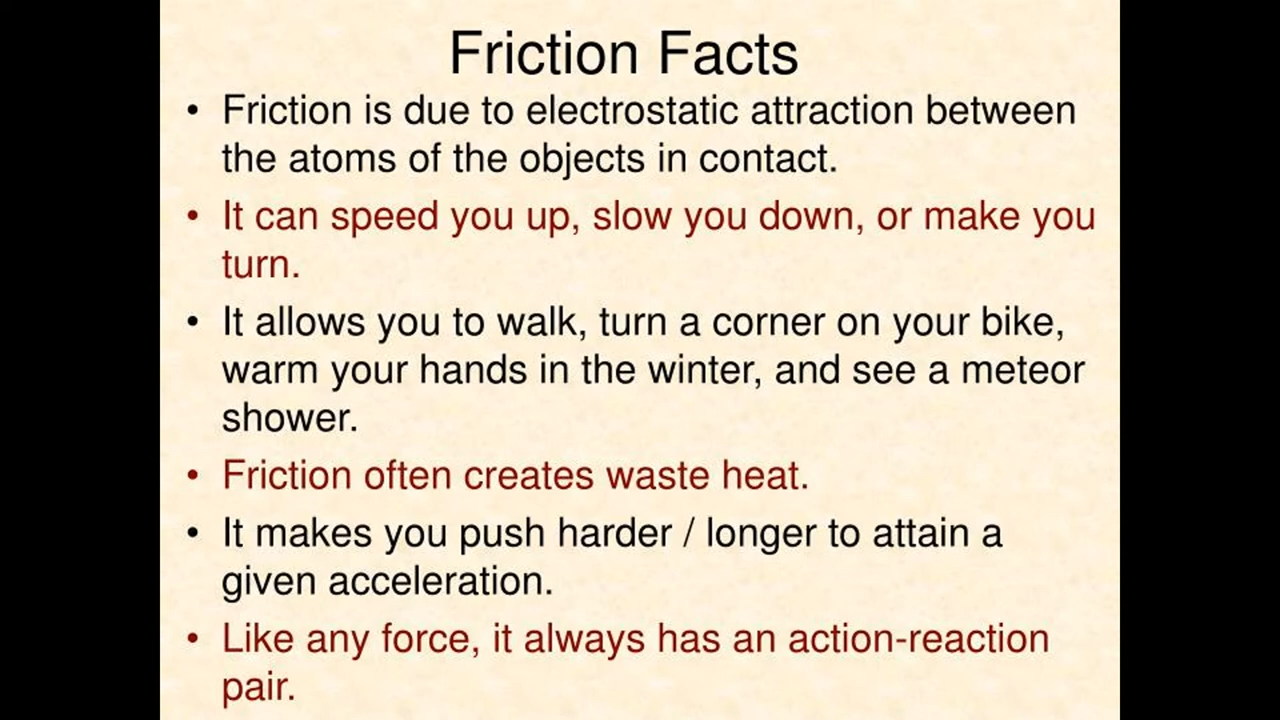 Friction Facts
• Friction is due to electrostatic attraction between
the atoms of the objects in contact.
• It can speed you up, slow you down, or make you
turn.
• It allows you to walk, turn a corner on your bike,
warm your hands in the winter, and see a meteor
shower.
• Friction often creates waste heat.
• It makes you push harder / longer to attain a
given acceleration.
• Like any force, it always has an action-reaction
pair.